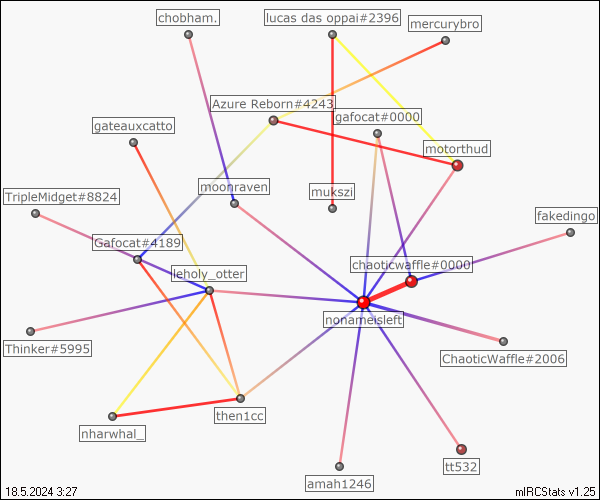 chobham.
lucas das oppai#2396
mercurybro
Azure Reborn#4243
gafocat#0000
gateauxcatto
motorthud
moonraven
mukszi
TripleMidget#8824
fakedingo
Gafocat#4189
chaoticwaffle#0000
leholy_otter
nonameisleft
Thinker#5995
ChaoticWaffle#2006
then1cc
nharwhal_
tt532
amah1246
18.5.2024 3:27
mIRCStats v1.25